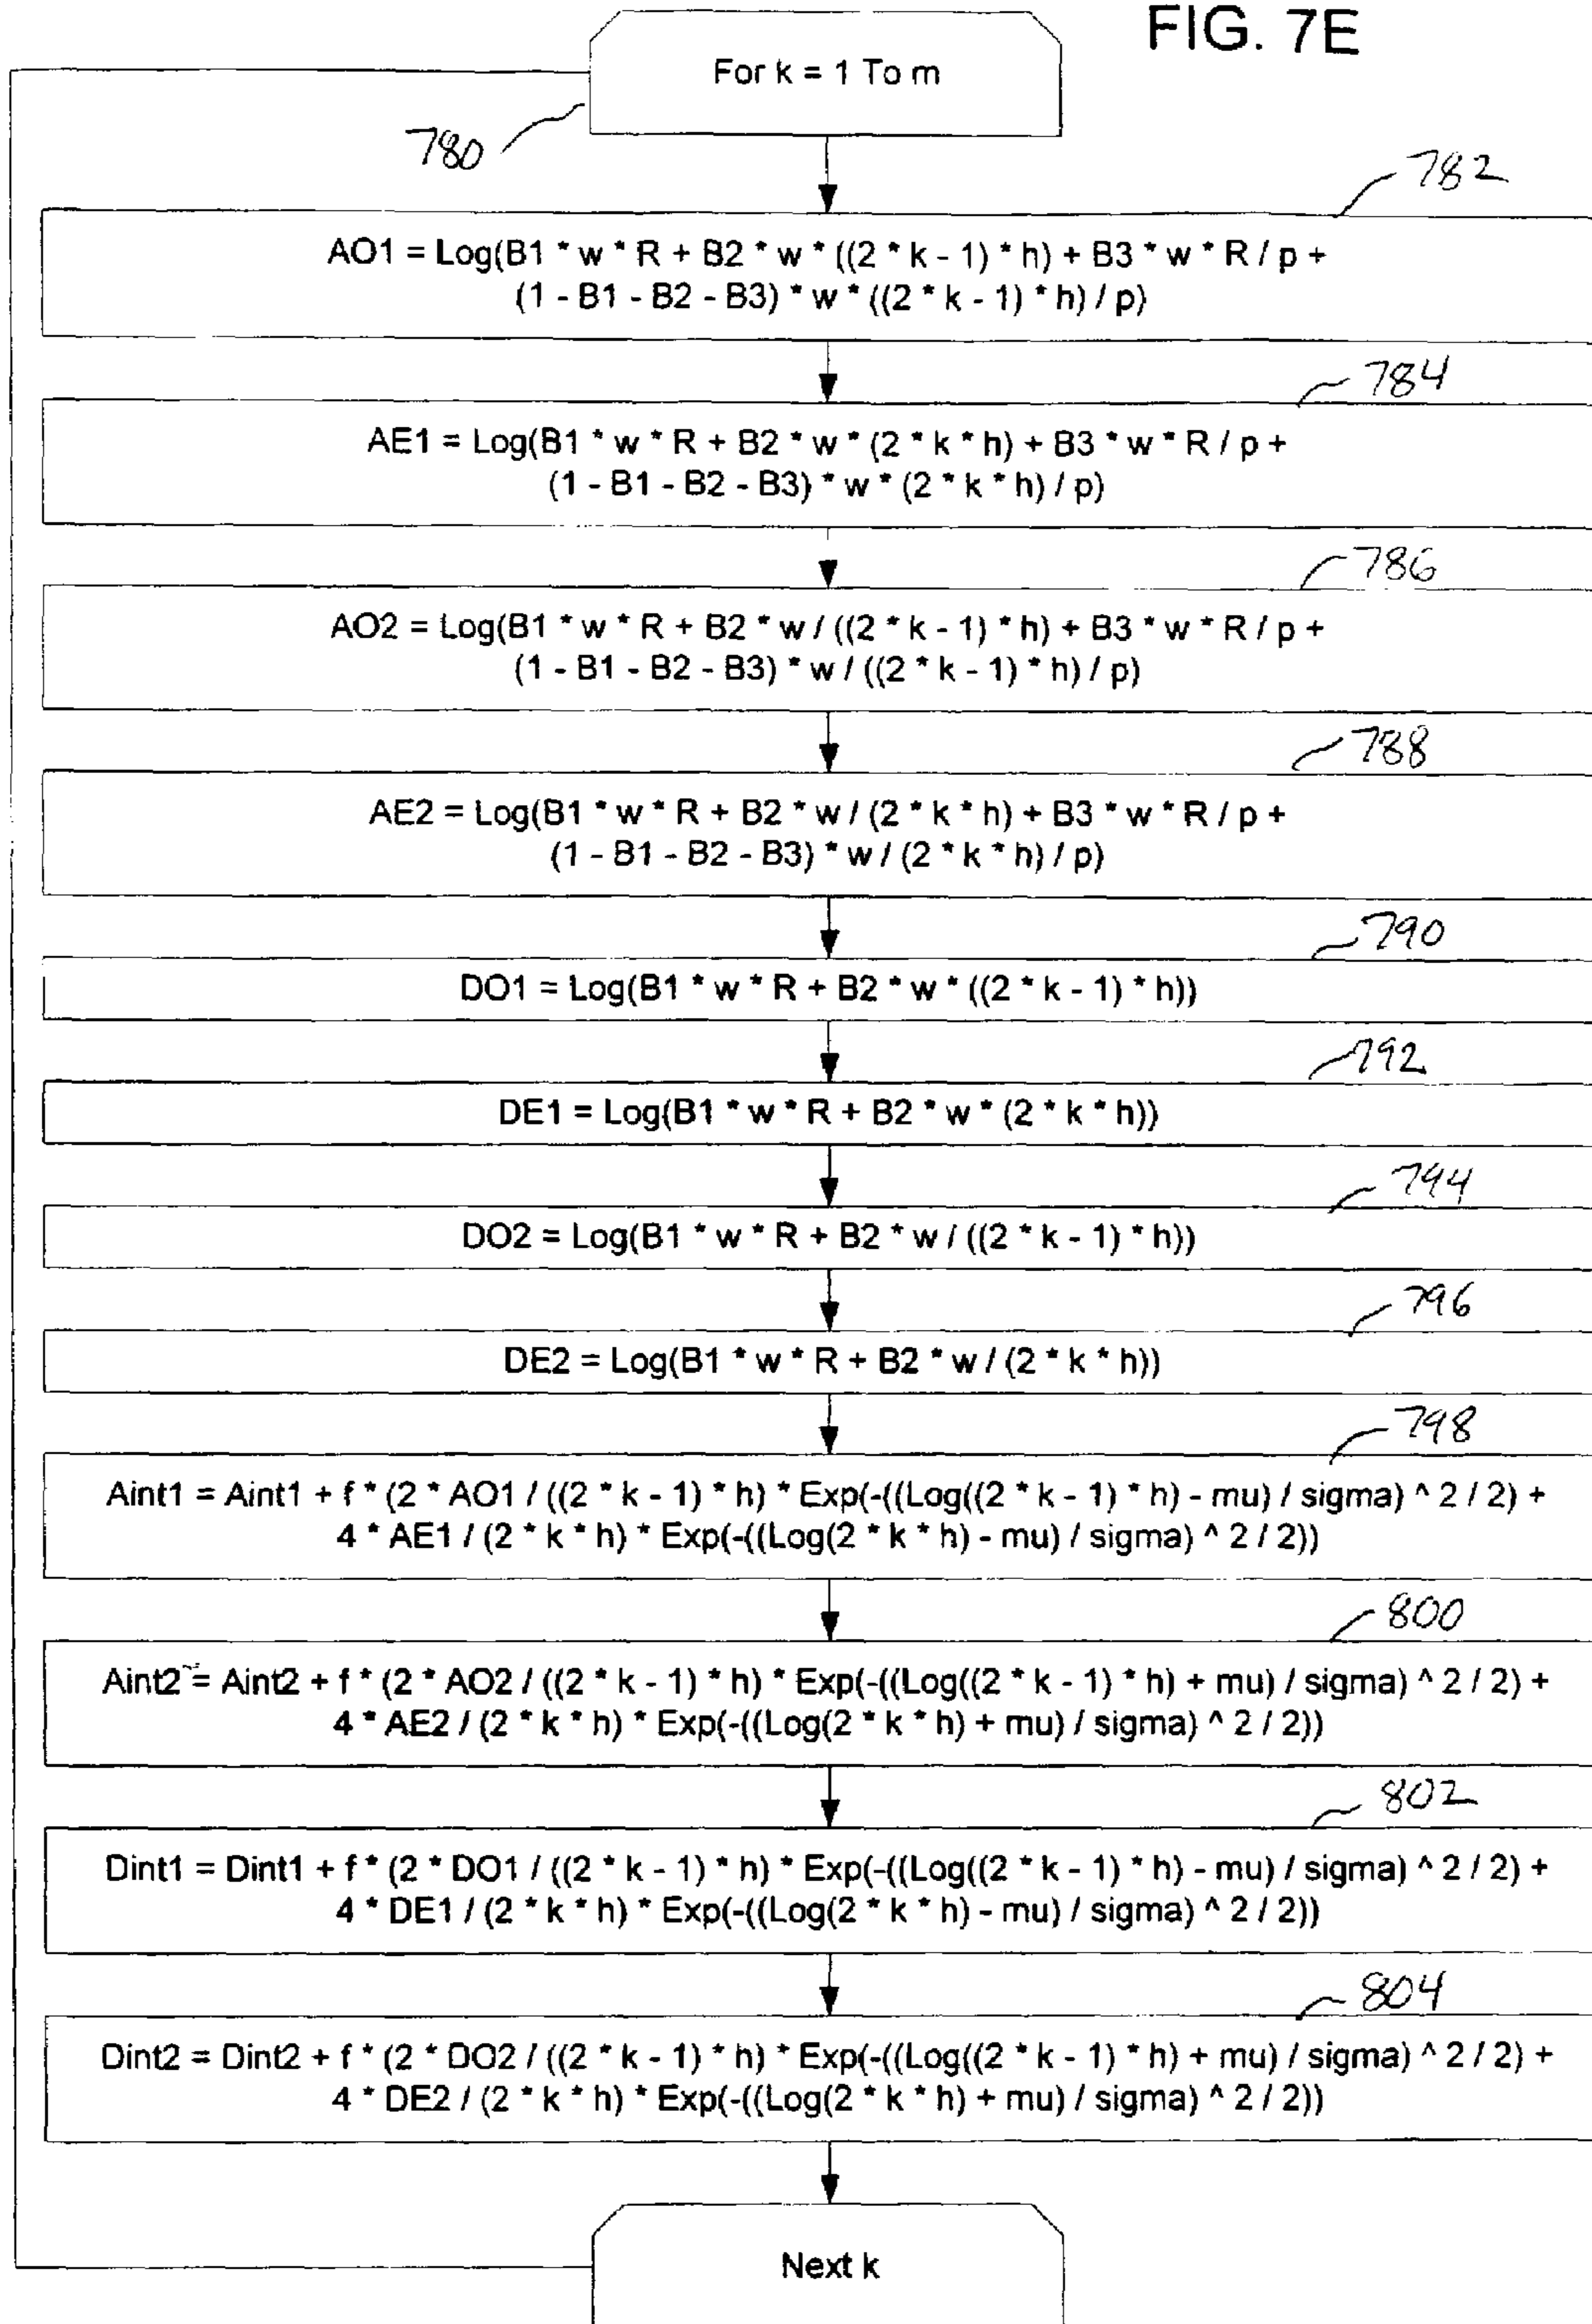 FIG. 7E
For k = 1 To m
780
782
AO1 = Log(B1 * w * R + B2 * w * ((2 * k - 1) * h) + B3 * w * R / p +
(1 - B1 - B2 - B3) * w * ((2 * k - 1) * h) / p)
784
AE1 = Log(B1 * w * R + B2 * w * (2 * k * h) + B3 * w * R / p +
(1 - B1 - B2 - B3) * w * (2 * k * h) / p)
786
AO2 = Log(B1 * w * R + B2 * w / ((2 * k - 1) * h) + B3 * w * R / p +
(1 - B1 - B2 - B3) * w / ((2 * k - 1) * h) / p)
788
AE2 = Log(B1 * w * R + B2 * w / (2 * k * h) + B3 * w * R / p +
(1 - B1 - B2 - B3) * w / (2 * k * h) / p)
790
DO1 = Log(B1 * w * R + B2 * w * ((2 * k - 1) * h))
792
DE1 = Log(B1 * w * R + B2 * w * (2 * k * h))
794
DO2 = Log(B1 * w * R + B2 * w / ((2 * k - 1) * h))
796
DE2 = Log(B1 * w * R + B2 * w / (2 * k * h))
798
Aint1 = Aint1 + f * (2 * AO1 / ((2 * k - 1) * h) * Exp(-((Log((2 * k - 1) * h) - mu) / sigma) ^ 2 / 2) +
4 * AE1 / (2 * k * h) * Exp(-((Log(2 * k * h) - mu) / sigma) ^ 2 / 2))
800
Aint2 = Aint2 + f * (2 * AO2 / ((2 * k - 1) * h) * Exp(-((Log((2 * k - 1) * h) + mu) / sigma) ^ 2 / 2) +
4 * AE2 / (2 * k * h) * Exp(-((Log(2 * k * h) + mu) / sigma) ^ 2 / 2))
802
Dint1 = Dint1 + f * (2 * DO1 / ((2 * k - 1) * h) * Exp(-((Log((2 * k - 1) * h) - mu) / sigma) ^ 2 / 2) +
4 * DE1 / (2 * k * h) * Exp(-((Log(2 * k * h) - mu) / sigma) ^ 2 / 2))
804
Dint2 = Dint2 + f * (2 * DO2 / ((2 * k - 1) * h) * Exp(-((Log((2 * k - 1) * h) + mu) / sigma) ^ 2 / 2) +
4 * DE2 / (2 * k * h) * Exp(-((Log(2 * k * h) + mu) / sigma) ^ 2 / 2))
Next k